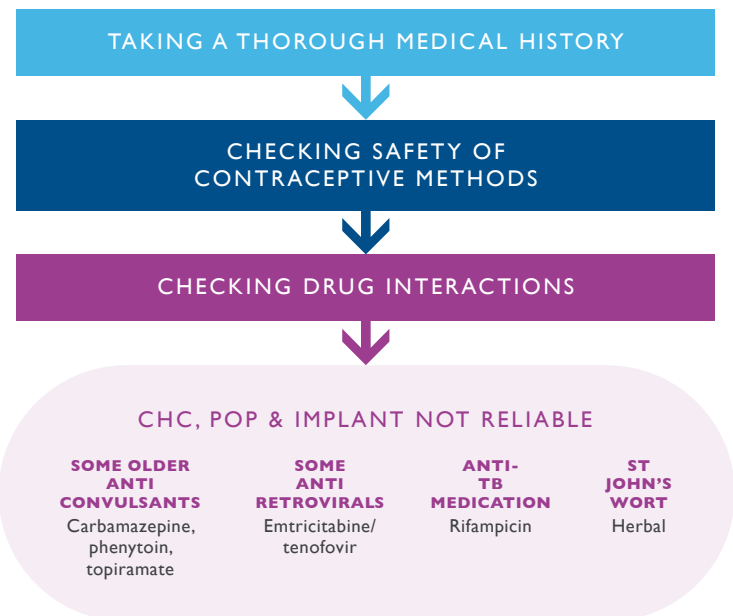 TAKING A THOROUGH MEDICAL HISTORY
CHECKING SAFETY OF
CONTRACEPTIVE METHODS
CHECKING DRUG INTERACTIONS
CHC, POP & IMPLANT NOT RELIABLE
SOME OLDER
ANTI
CONVULSANTS
Carbamazepine,
phenytoin,
topiramate
SOME
ANTI
RETROVIRALS
Emtricitabine/
tenofovir
ANTI-
TB
MEDICATION
Rifampicin
ST
JOHN'S
WORT
Herbal